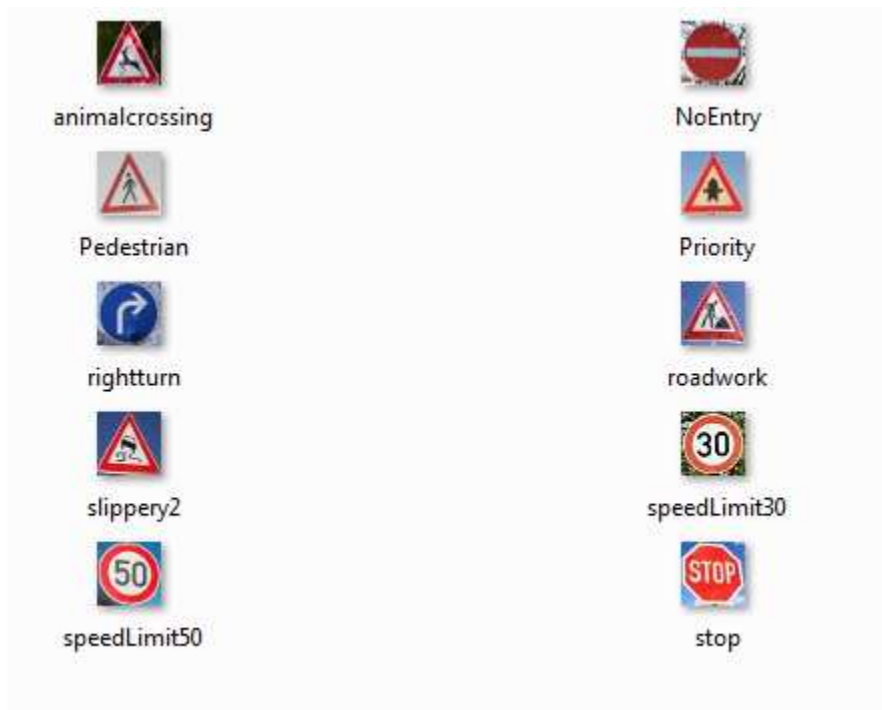 animalcrossing
NoEntry
Pedestrian
Priority
rightturn
roadwork
30
slippery2
speedLimit30
50
STOP
speedLimit50
stop